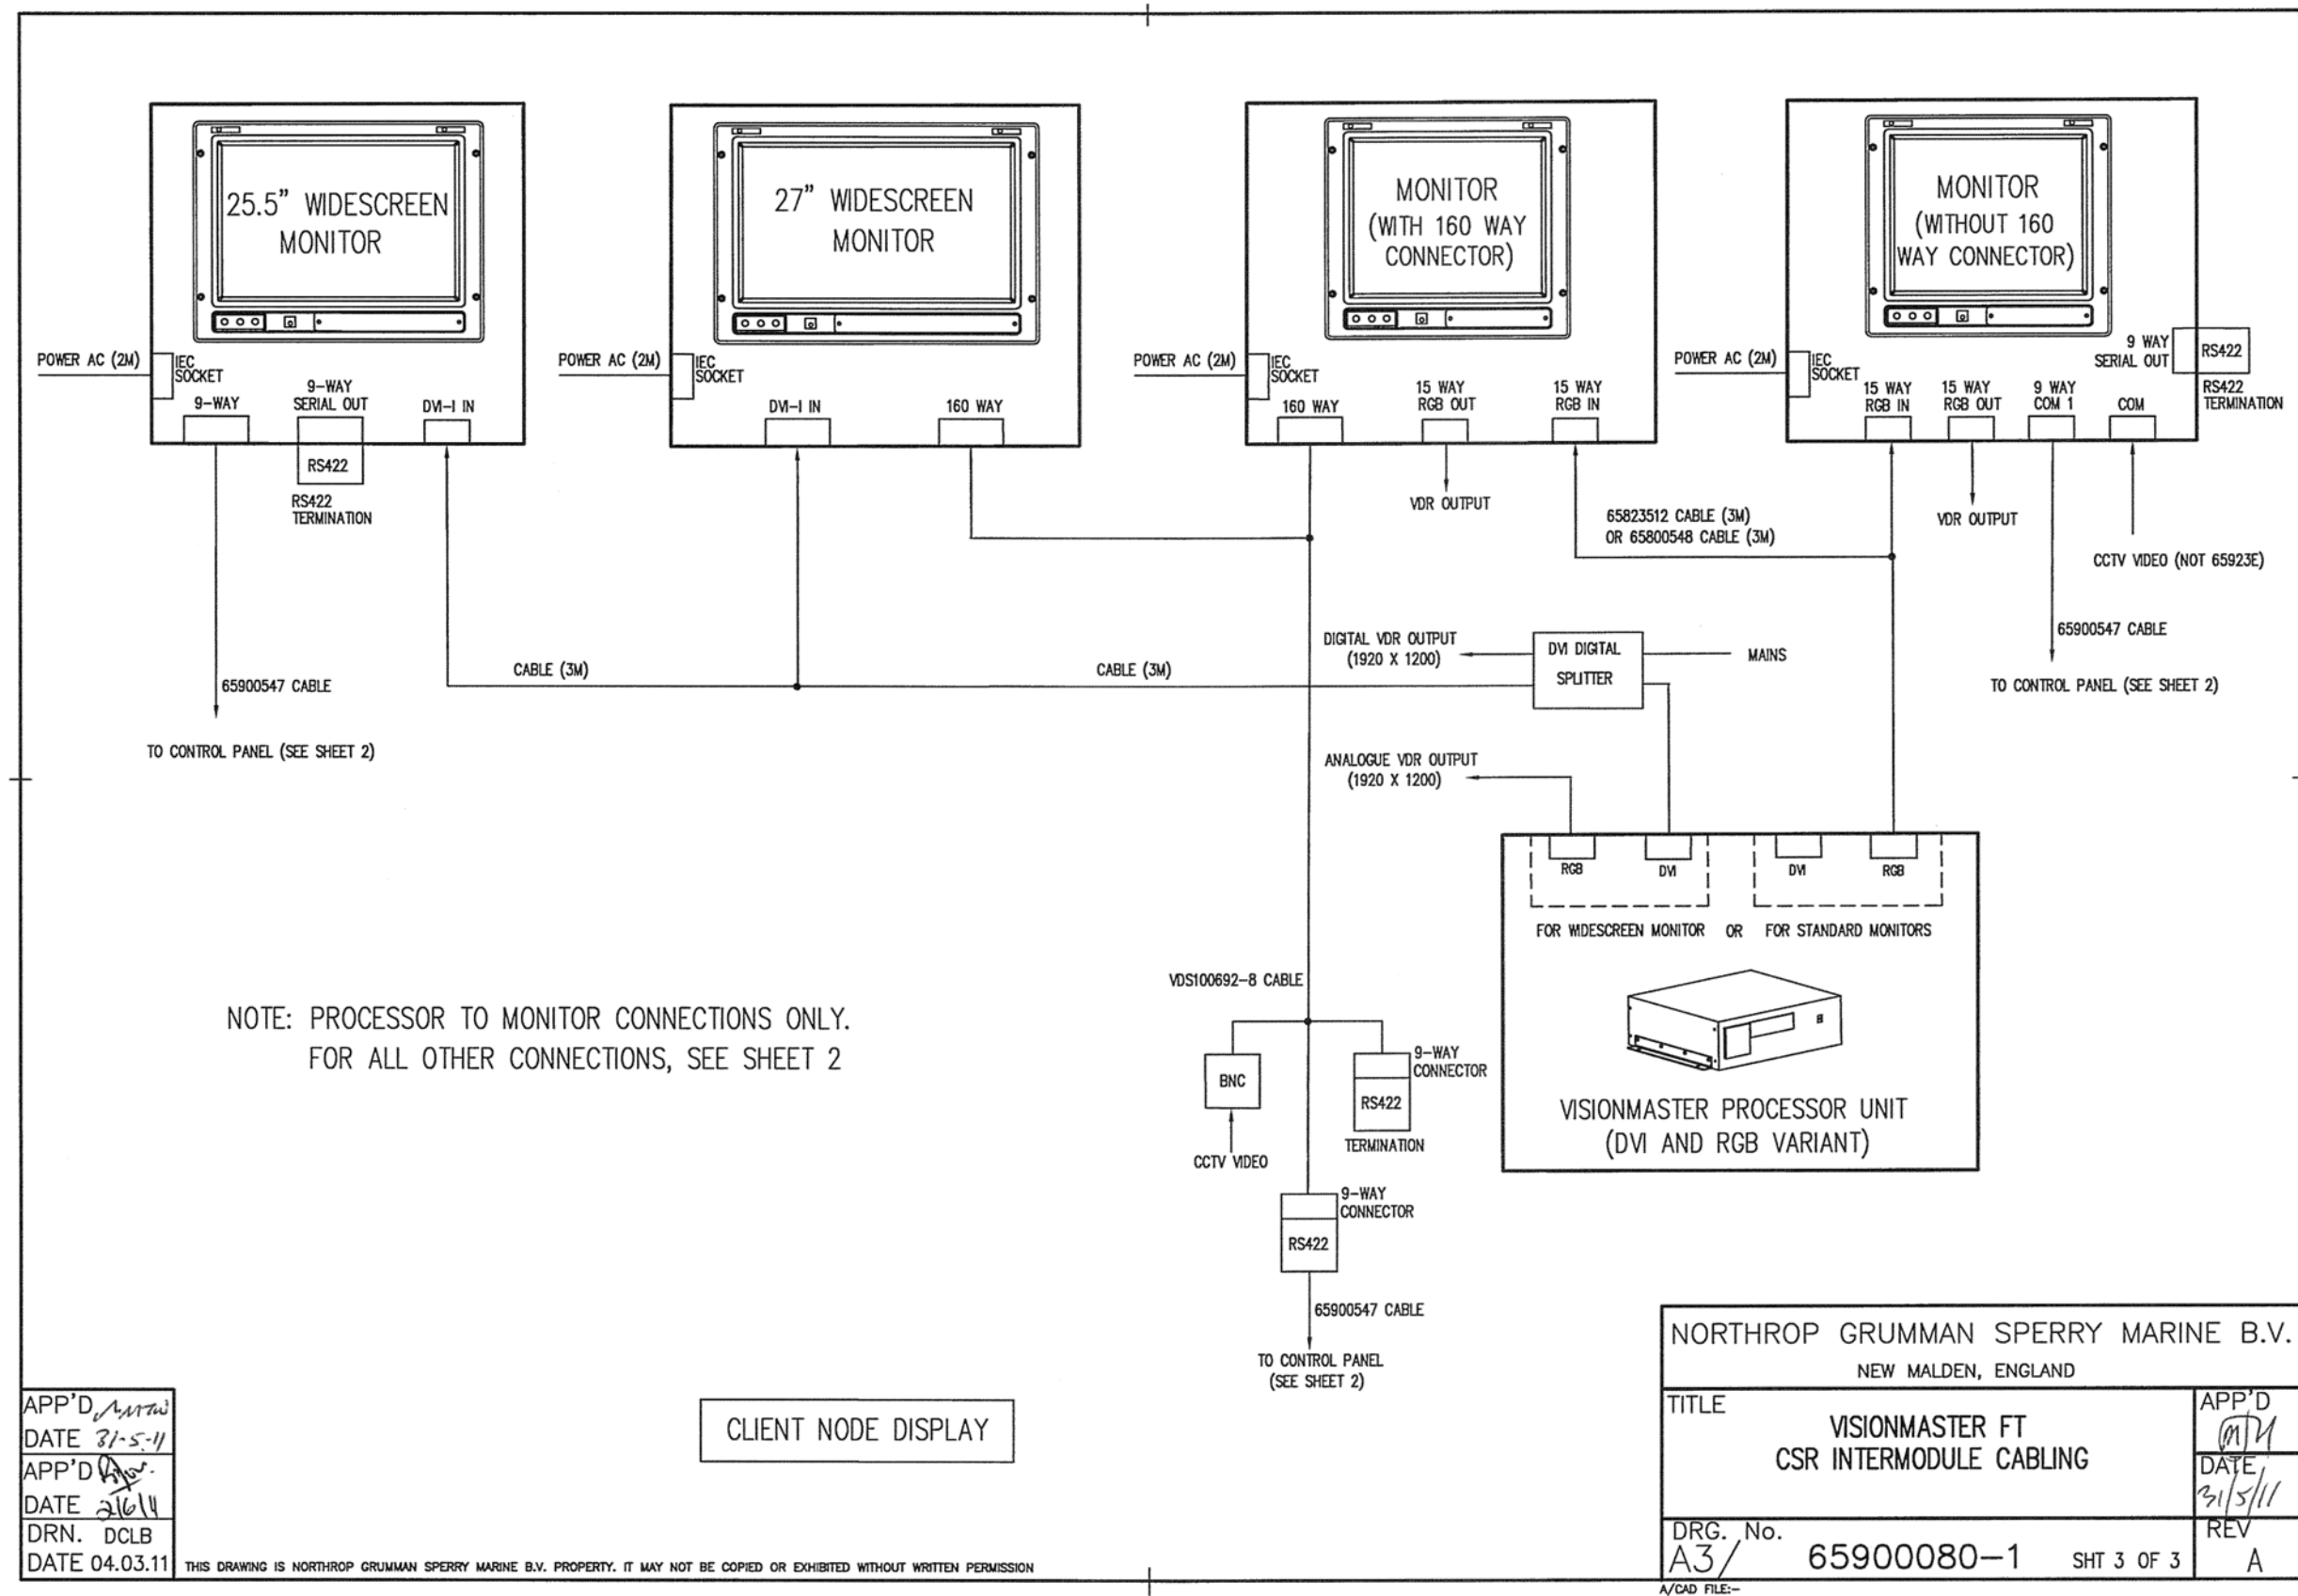 25.5” WIDESCREEN
MONITOR
POWER AC (2M)
IEC
SOCKET
9-WAY
9-WAY
SERIAL OUT
DVI-I IN
RS422
RS422
TERMINATION
65900547 CABLE
TO CONTROL PANEL (SEE SHEET 2)
27” WIDESCREEN
MONITOR
POWER AC (2M)
IEC
SOCKET
DVI-I IN
160 WAY
CABLE (3M)
CABLE (3M)
MONITOR
(WITH 160 WAY
CONNECTOR)
POWER AC (2M)
IEC
SOCKET
160 WAY
15 WAY
RGB OUT
15 WAY
RGB IN
VDR OUTPUT
65823512 CABLE (3M)
OR 65800548 CABLE (3M)
MONITOR
(WITHOUT 160
WAY CONNECTOR)
POWER AC (2M)
IEC
SOCKET
9 WAY
SERIAL OUT
RS422
RS422
TERMINATION
15 WAY
RGB IN
15 WAY
RGB OUT
9 WAY
COM 1
COM
VDR OUTPUT
CCTV VIDEO (NOT 65923E)
65900547 CABLE
TO CONTROL PANEL (SEE SHEET 2)
DIGITAL VDR OUTPUT
(1920 X 1200)
DVI DIGITAL
SPLITTER
MAINS
ANALOGUE VDR OUTPUT
(1920 X 1200)
RGB
DVI
DVI
RGB
FOR WIDESCREEN MONITOR OR FOR STANDARD MONITORS
VISIONMASTER PROCESSOR UNIT
(DVI AND RGB VARIANT)
VDS100692-8 CABLE
BNC
CCTV VIDEO
9-WAY
CONNECTOR
RS422
TERMINATION
9-WAY
CONNECTOR
RS422
65900547 CABLE
TO CONTROL PANEL
(SEE SHEET 2)
NOTE: PROCESSOR TO MONITOR CONNECTIONS ONLY.
FOR ALL OTHER CONNECTIONS, SEE SHEET 2
CLIENT NODE DISPLAY
APP'D
DATE 31-5-11
APP'D
DATE 2/6/11
DRN. DCLB
DATE 04.03.11
THIS DRAWING IS NORTHROP GRUMMAN SPERRY MARINE B.V. PROPERTY. IT MAY NOT BE COPIED OR EXHIBITED WITHOUT WRITTEN PERMISSION
NORTHROP GRUMMAN SPERRY MARINE B.V.
NEW MALDEN, ENGLAND
TITLE
VISIONMASTER FT
CSR INTERMODULE CABLING
APP'D
DATE
31/5/11
DRG. No.
A3/ 65900080-1 SHT 3 OF 3
REV
A
A/CAD FILE:-